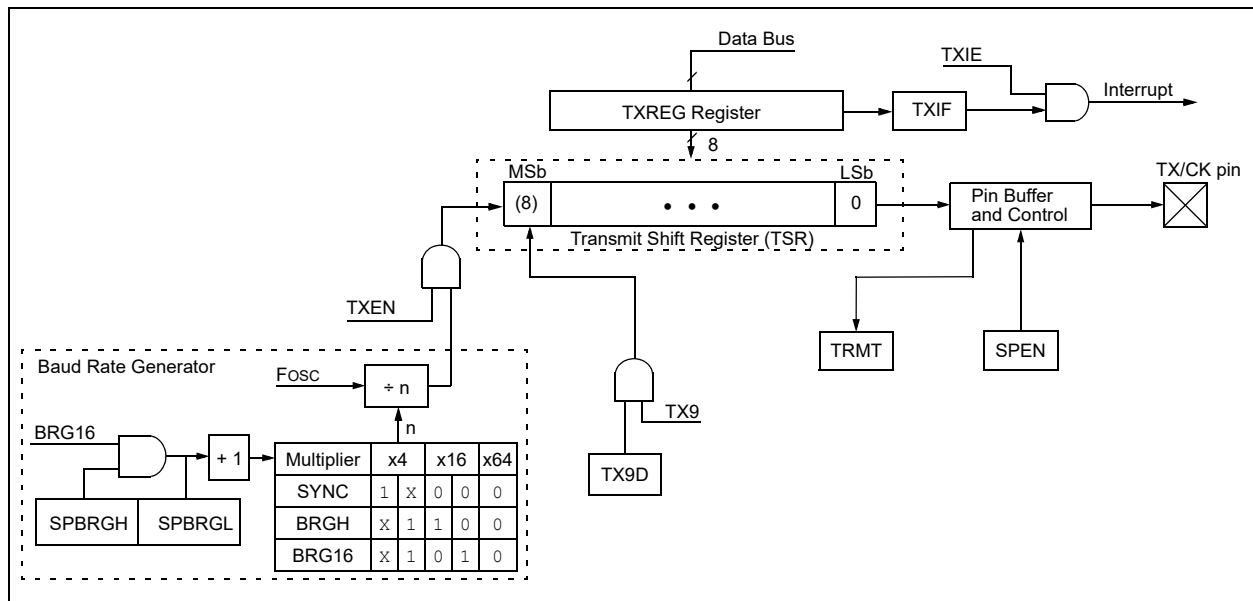 Data Bus
TXIE
Interrupt
TXREG Register
TXIF
8
MSb
LSb
TX/CK pin
(8)
• • •
0
Pin Buffer
and Control
Transmit Shift Register (TSR)
TXEN
TRMT
SPEN
Baud Rate Generator
FOSC
÷ n
TX9
n
BRG16
+ 1
Multiplier x4 x16 x64
TX9D
SYNC 1 X 0 0 0
SPBRGH SPBRGL
BRGH X 1 1 0 0
BRG16 X 1 0 1 0